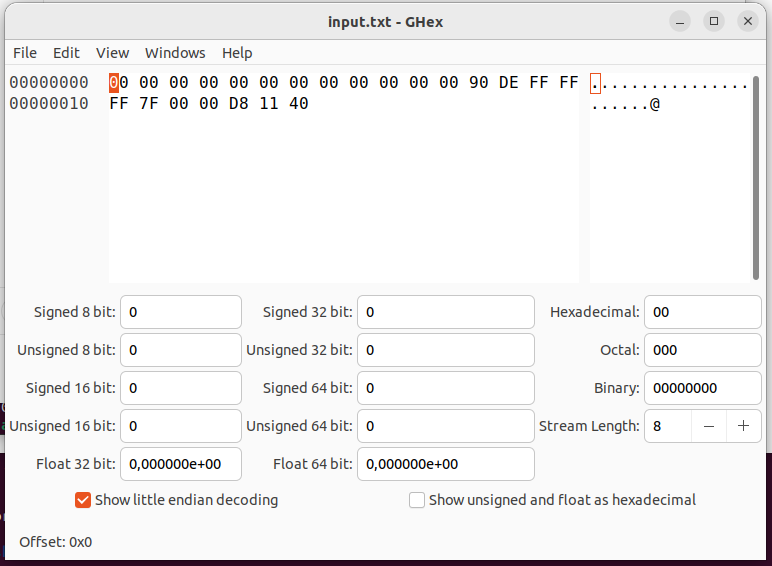 input.txt - GHex
File Edit View Windows Help
00000000 00 00 00 00 00 00 00 00 00 00 00 00 90 DE FF FF ................
00000010 FF 7F 00 00 D8 11 40 ......@
Signed 8 bit: 0 Signed 32 bit: 0 Hexadecimal: 00
Unsigned 8 bit: 0 Unsigned 32 bit: 0 Octal: 000
Signed 16 bit: 0 Signed 64 bit: 0 Binary: 00000000
Unsigned 16 bit: 0 Unsigned 64 bit: 0 Stream Length: 8 − +
Float 32 bit: 0,000000e+00 Float 64 bit: 0,000000e+00
Show little endian decoding Show unsigned and float as hexadecimal
Offset: 0x0